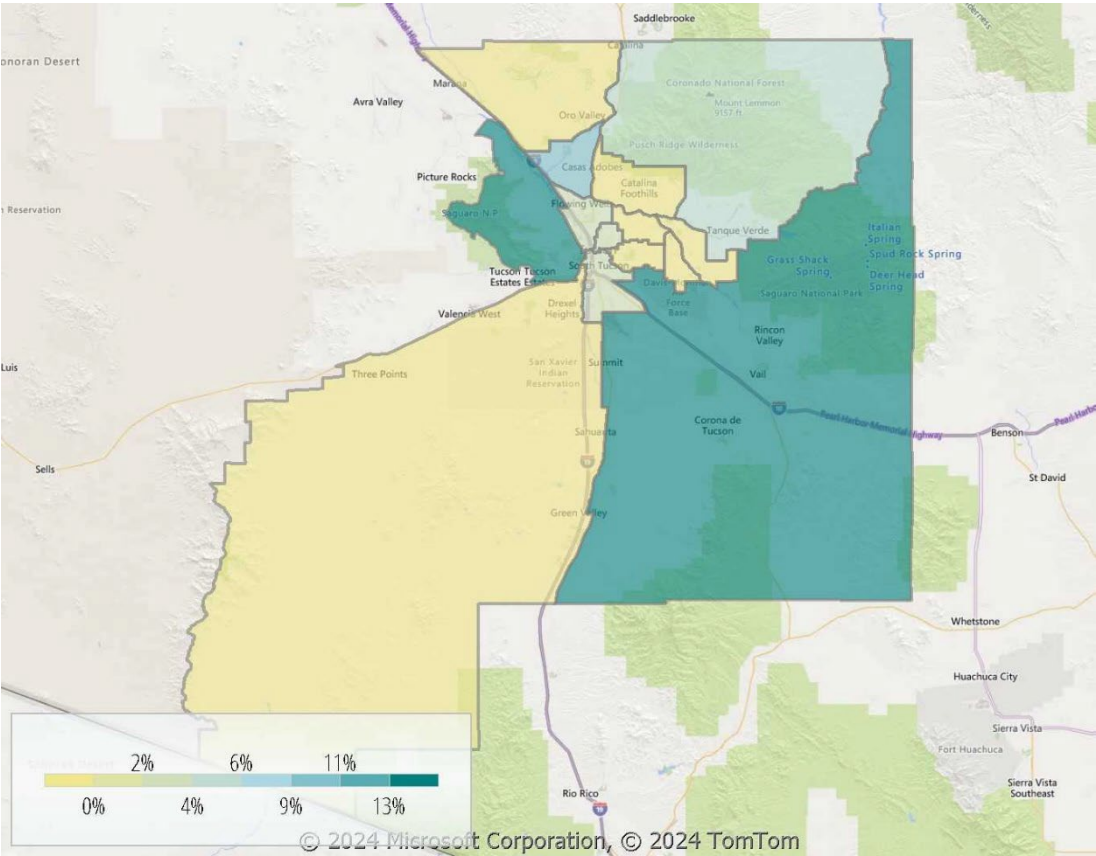 Saddlebrooke
onoran Desert
Catalina
Marana
Coronado National Forest
Avra Valley
Mount Lemmon
9157 ft
Oro Valley
Pusch Ridge Wilderness
Casas Adobes
Picture Rocks
Catalina
Foothills
Flowing Wells
n Reservation
Saguaro N.P.
Tanque Verde
Italian
Spring
Spud Rock Spring
Grass Shack
Spring
South Tucson
Tucson Tucson
Estates Estates
Deer Head
Spring
Saguaro National Park
Drexel
Heights
Force
Base
Valencia West
Rincon
Valley
San Xavier
Indian
Reservation
Summit
Luis
Three Points
Vail
Corona de
Tucson
Pearl Harbor Memorial Highway
Pearl Harbor
Sahuarita
Benson
Sells
St David
Green Valley
Whetstone
Huachuca City
Sierra Vista
Fort Huachuca
Sierra Vista
Southeast
Rio Rico
2% 6% 11%
0% 4% 9% 13%
© 2024 Microsoft Corporation, © 2024 TomTom